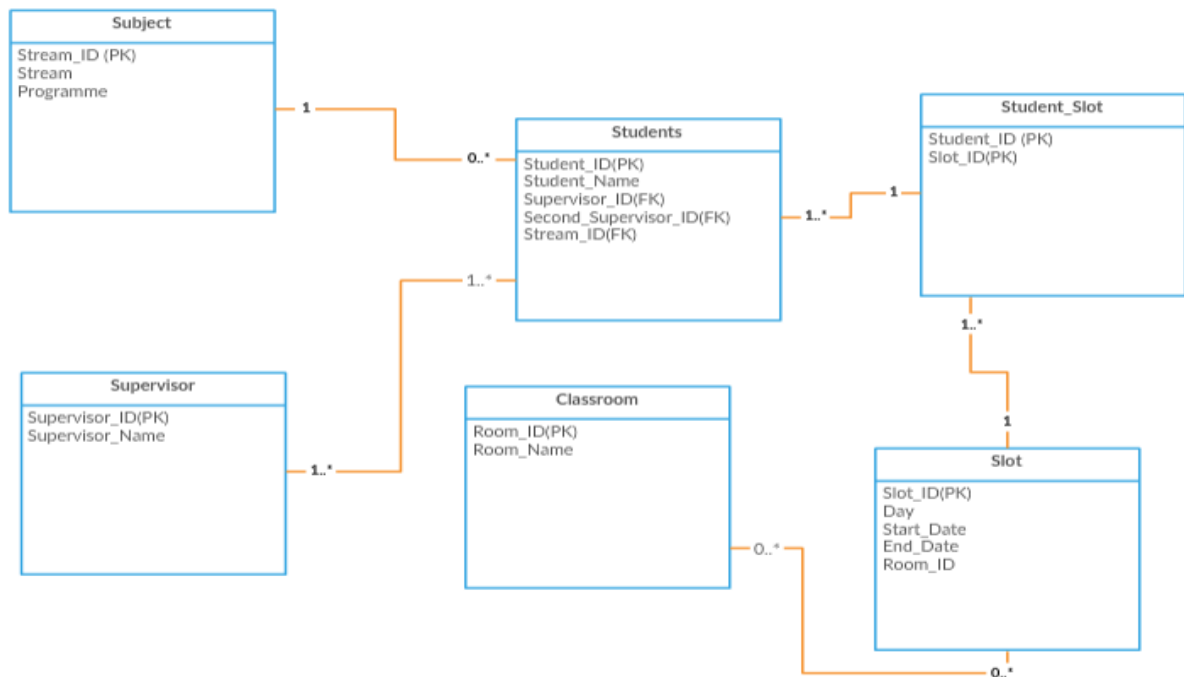 Subject
Stream_ID (PK)
Stream
Programme
1
0..*
Students
Student_ID(PK)
Student_Name
Supervisor_ID(FK)
Second_Supervisor_ID(FK)
Stream_ID(FK)
1..*
1
Student_Slot
Student_ID (PK)
Slot_ID(PK)
1..*
1..*
Supervisor
Supervisor_ID(PK)
Supervisor_Name
1..*
Classroom
Room_ID(PK)
Room_Name
0..*
1
Slot
Slot_ID(PK)
Day
Start_Date
End_Date
Room_ID
0..*